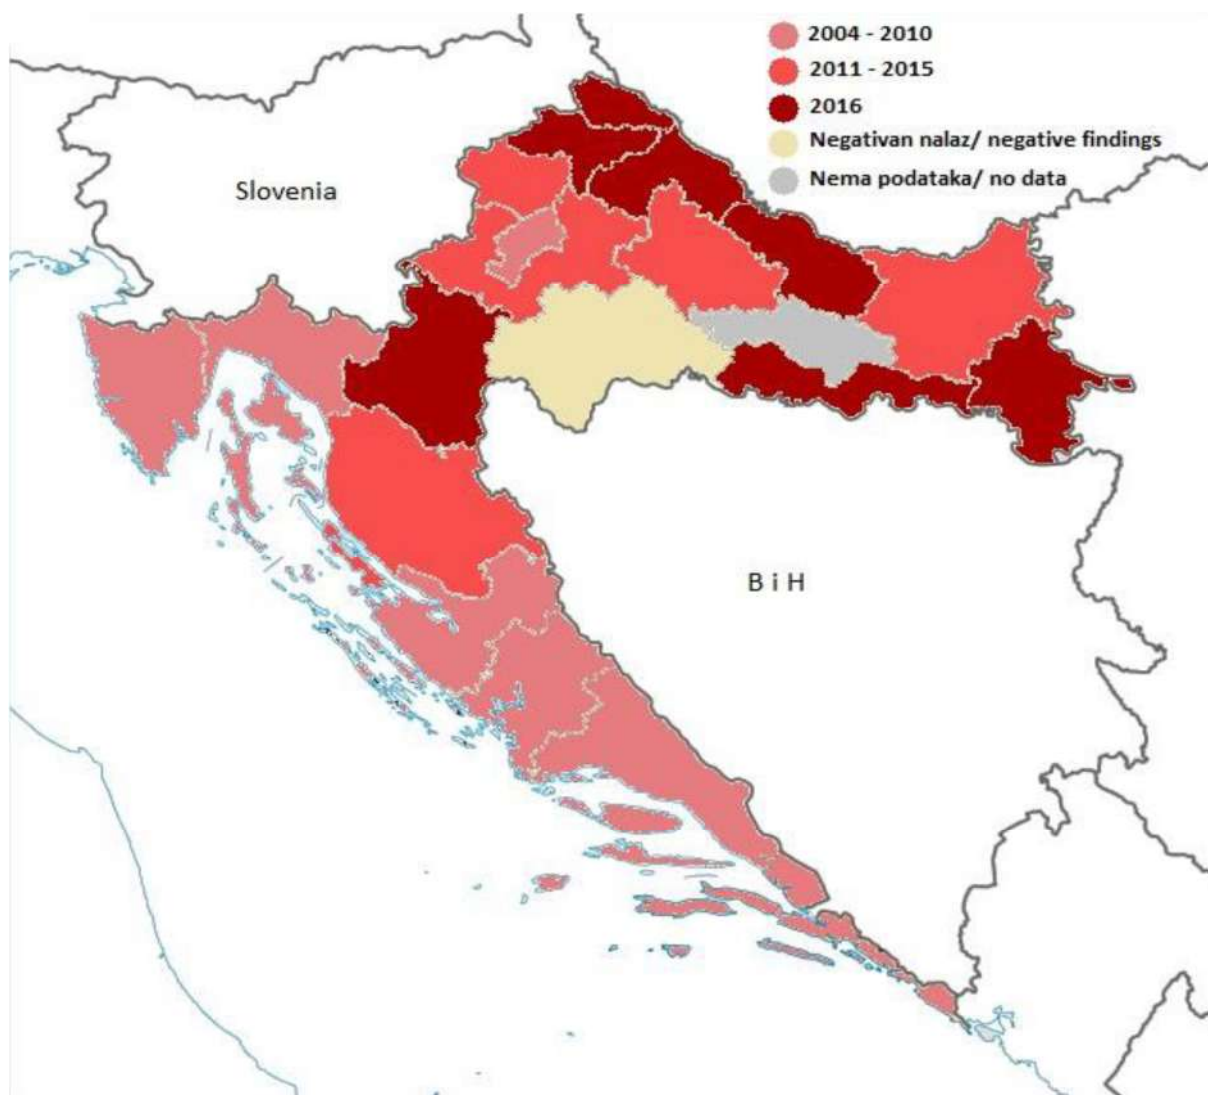 2004 - 2010
2011 - 2015
2016
Negativan nalaz/ negative findings
Nema podataka/ no data
Slovenia
B i H